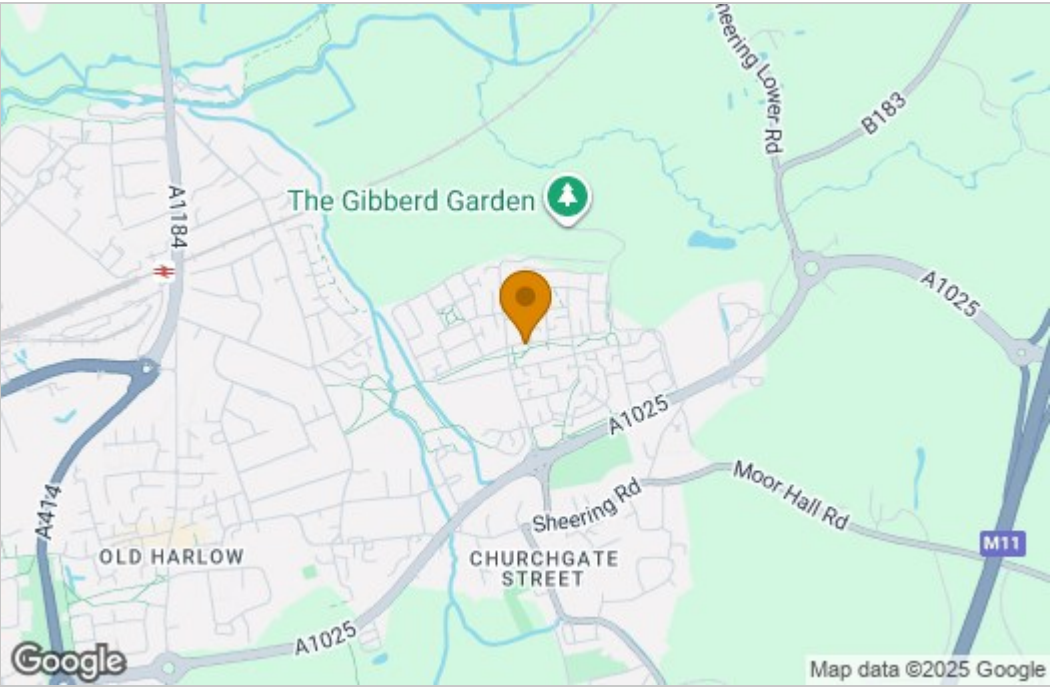 heering Lower Rd
B183
A1184
The Gibberd Garden
A1025
A1025
A414
Sheering Rd
Moor Hall Rd
OLD HARLOW
CHURCHGATE
STREET
M11
A1025
Google
Map data ©2025 Google